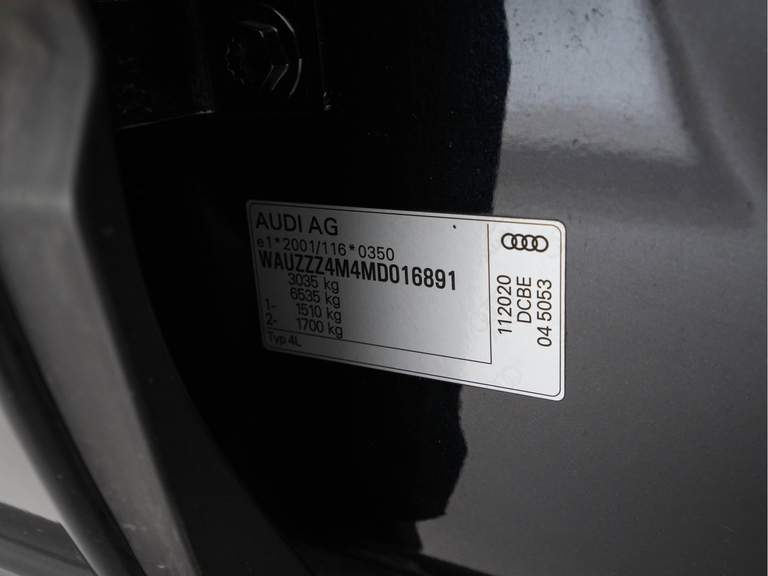 AUDI AG
e1*2001/116*0350
WAUZZZ4M4MD016891
3035 kg
6535 kg
1- 1510 kg
2- 1700 kg
Typ 4L
112020
DCBE
04 5053